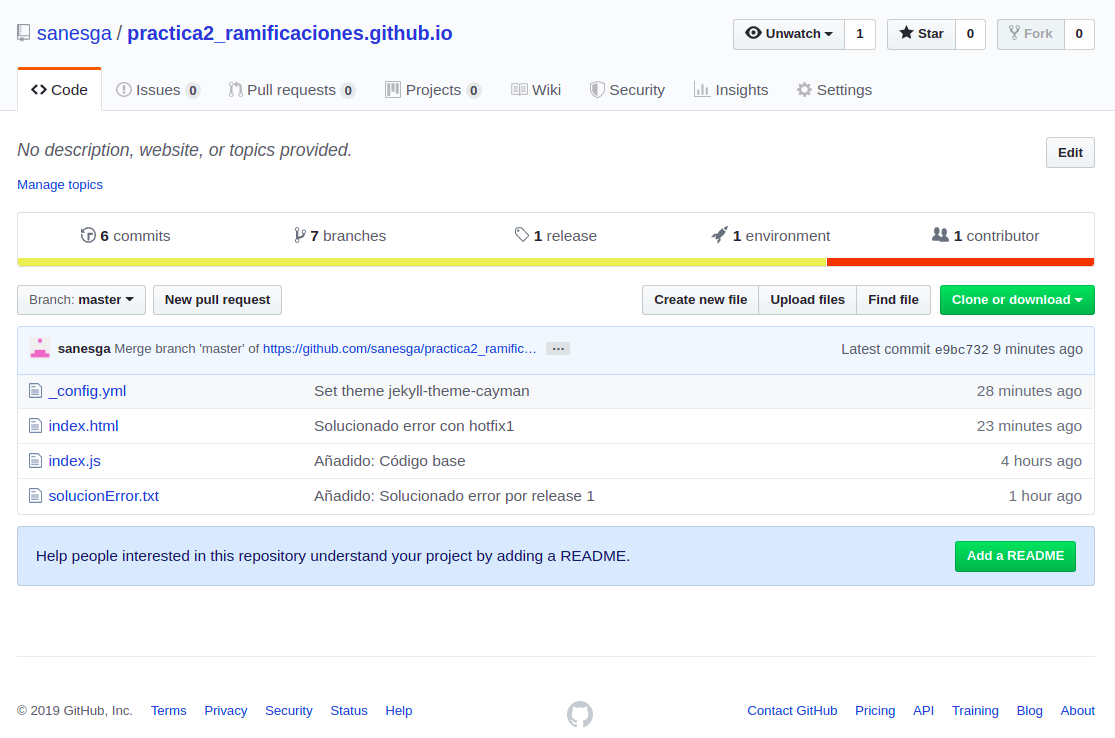 sanesga / practica2_ramificaciones.github.io
Unwatch 1 Star 0 Fork 0
Code Issues 0 Pull requests 0 Projects 0 Wiki Security Insights Settings
No description, website, or topics provided.
Edit
Manage topics
6 commits 7 branches 1 release 1 environment 1 contributor
Branch: master New pull request Create new file Upload files Find file Clone or download
sanesga Merge branch 'master' of https://github.com/sanesga/practica2_ramific… … Latest commit e9bc732 9 minutes ago
_config.yml Set theme jekyll-theme-cayman 28 minutes ago
index.html Solucionado error con hotfix1 23 minutes ago
index.js Añadido: Código base 4 hours ago
solucionError.txt Añadido: Solucionado error por release 1 1 hour ago
Help people interested in this repository understand your project by adding a README. Add a README
© 2019 GitHub, Inc. Terms Privacy Security Status Help Contact GitHub Pricing API Training Blog About